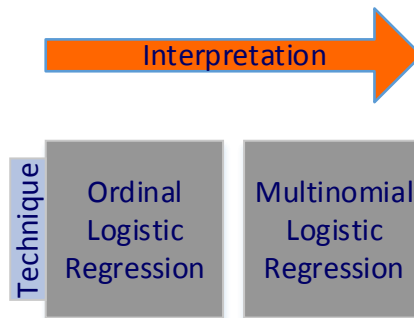 Interpretation
Technique
Ordinal
Logistic
Regression
Multinomial
Logistic
Regression